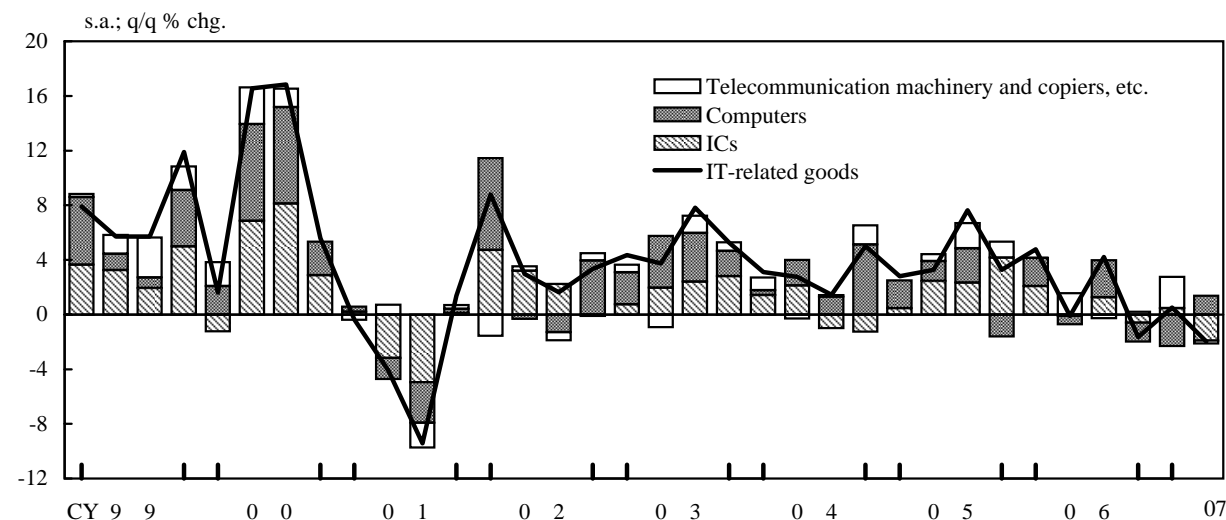 s.a.; q/q % chg.
20
16
12
8
4
0
-4
-8
-12
Telecommunication machinery and copiers, etc.
Computers
ICs
IT-related goods
CY 9 9 0 0 0 1 0 2 0 3 0 4 0 5 0 6 07